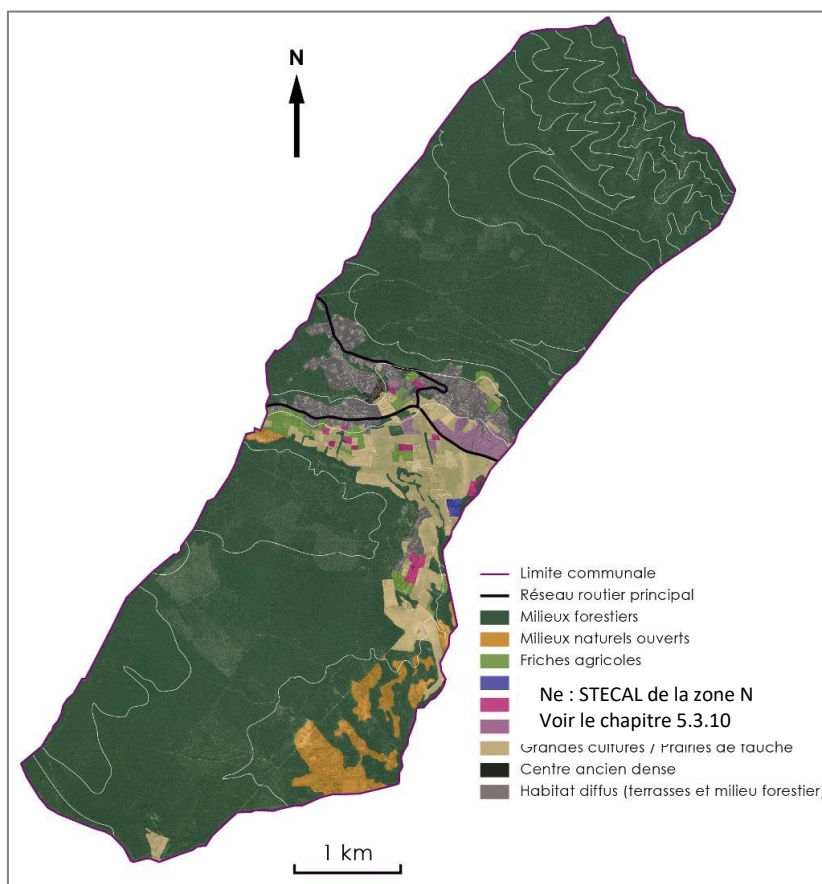 N
Limite communale
Réseau routier principal
Milieux forestiers
Milieux naturels ouverts
Friches agricoles
Ne : STECAL de la zone N
Voir le chapitre 5.3.10
Grandes cultures / Prairies de fauche
Centre ancien dense
Habitat diffus (terrasses et milieu forestier)
1 km